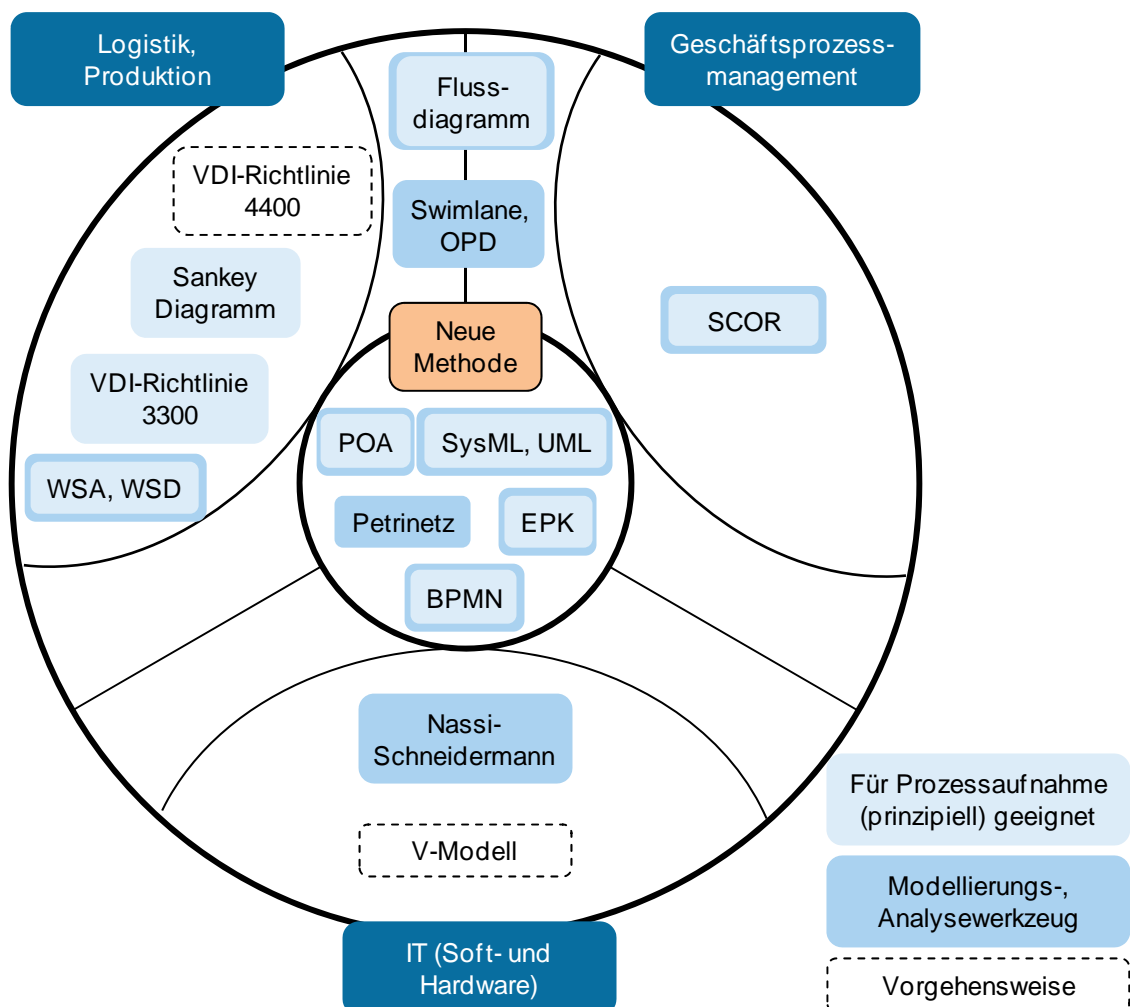 Logistik,
Produktion
Geschäftsprozess-
management
Fluss-
diagramm
VDI-Richtlinie
4400
Swimlane,
OPD
Sankey
Diagramm
SCOR
Neue
Methode
VDI-Richtlinie
3300
POA
SysML, UML
WSA, WSD
Petrinetz
EPK
BPMN
Nassi-
Schneidermann
V-Modell
IT (Soft- und
Hardware)
Für Prozessaufnahme
(prinzipiell) geeignet
Modellierungs-,
Analysewerkzeug
Vorgehensweise